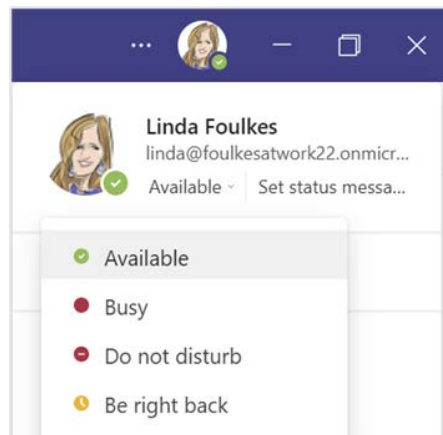 Linda Foulkes
linda@foulkesatwork22.onmicr...
Available Set status messa...
Available
Busy
Do not disturb
Be right back